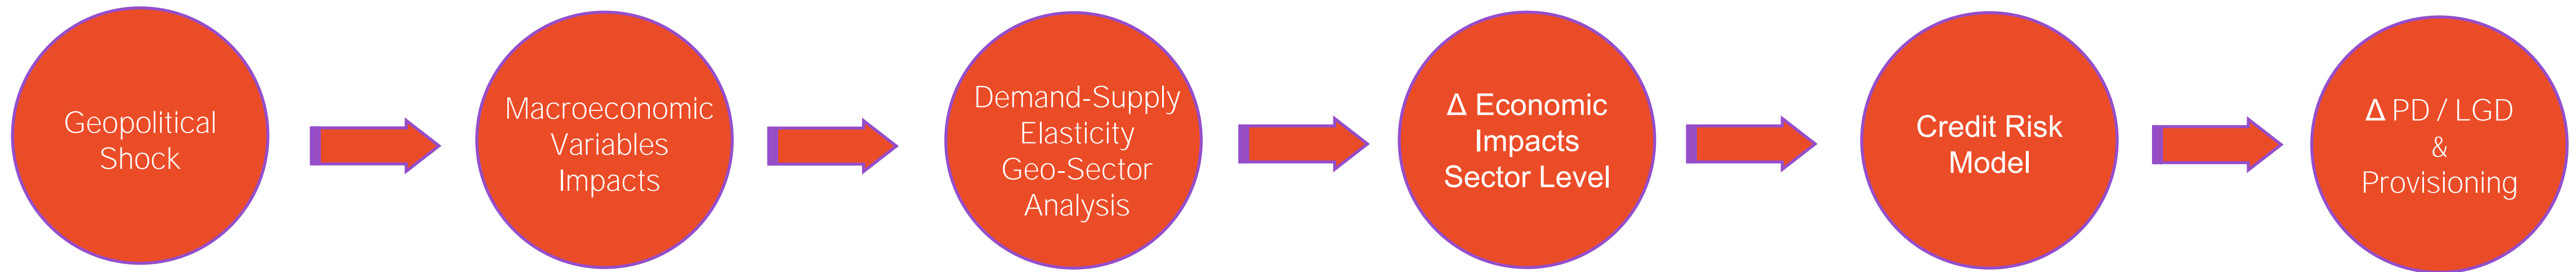 Geopolitical
Shock
Macroeconomic
Variables
Impacts
Demand-Supply
Elasticity
Geo-Sector
Analysis
Δ Economic
Impacts
Sector Level
Credit Risk
Model
Δ PD / LGD
&
Provisioning